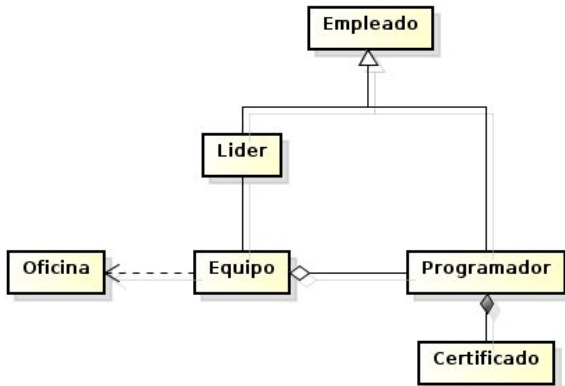 Empleado
Lider
Oficina
Equipo
Programador
Certificado